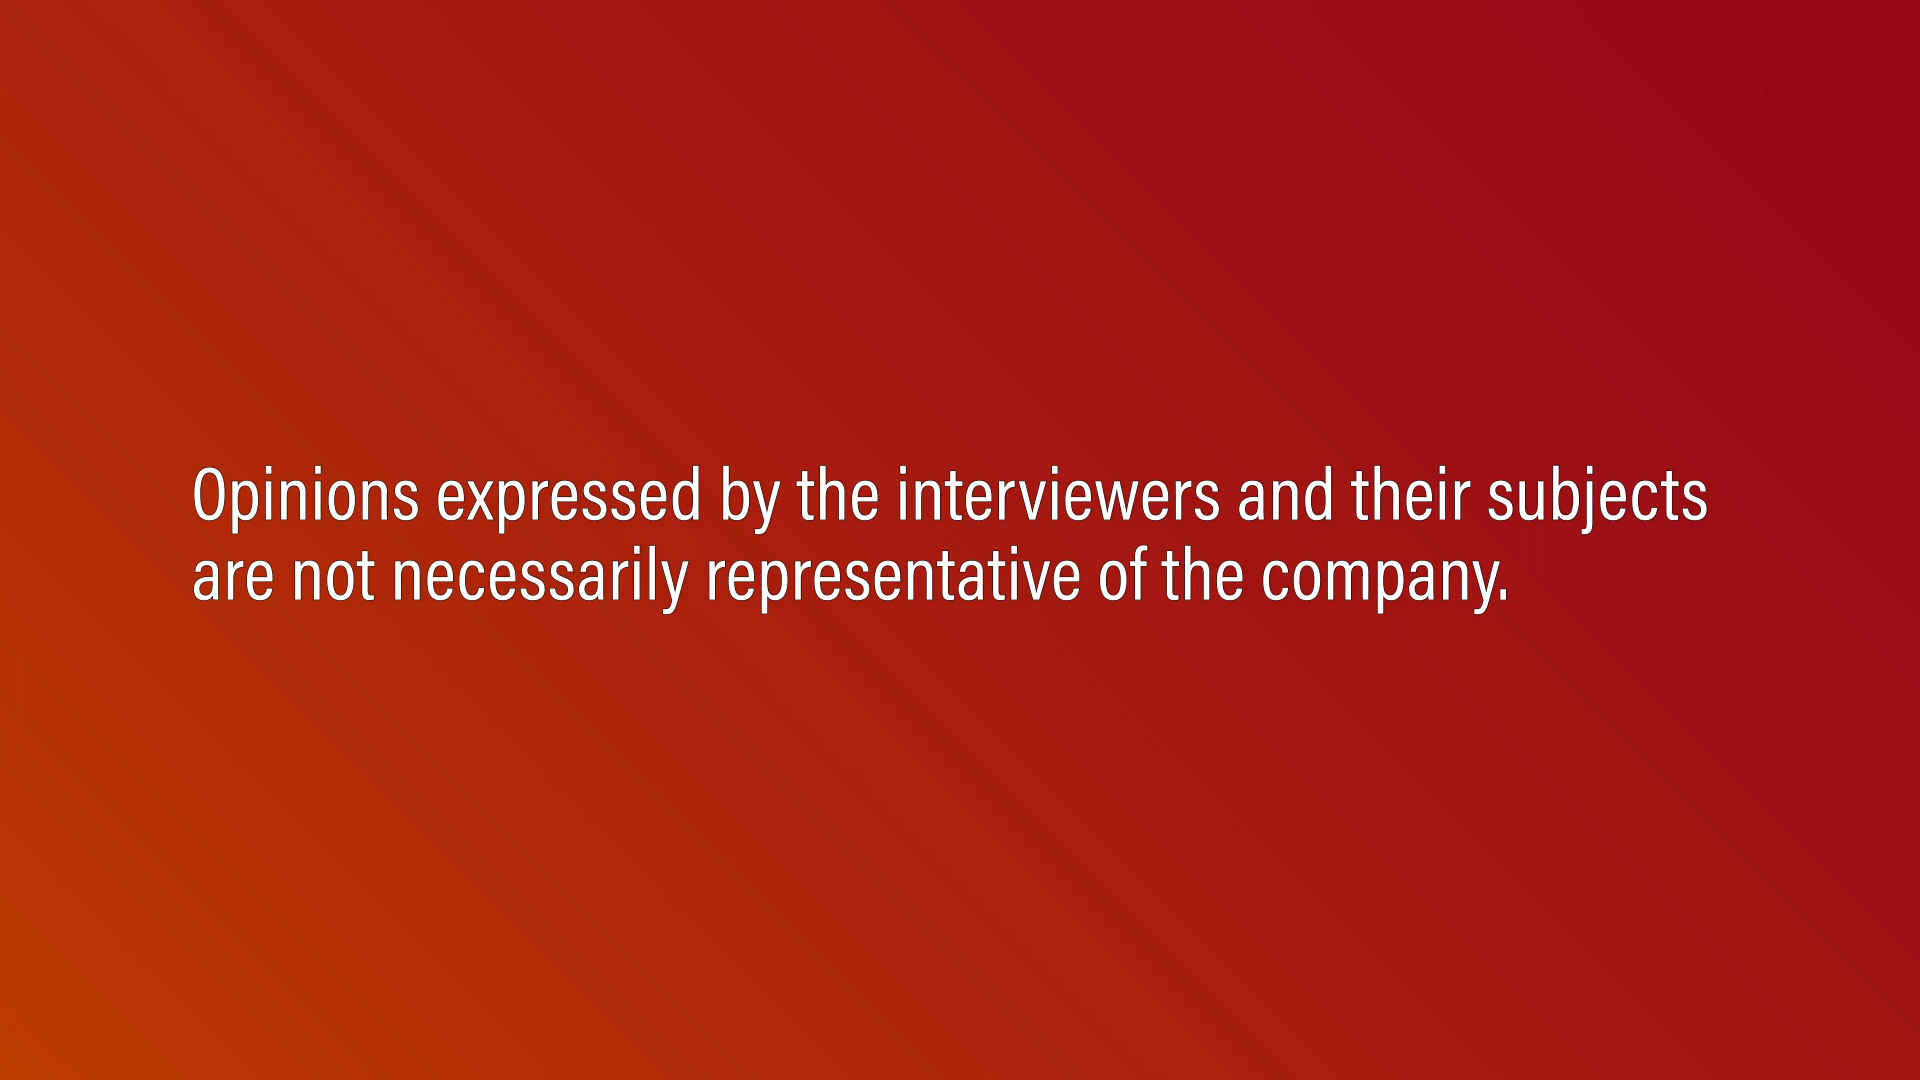 Opinions expressed by the interviewers and their subjects
are not necessarily representative of the company.